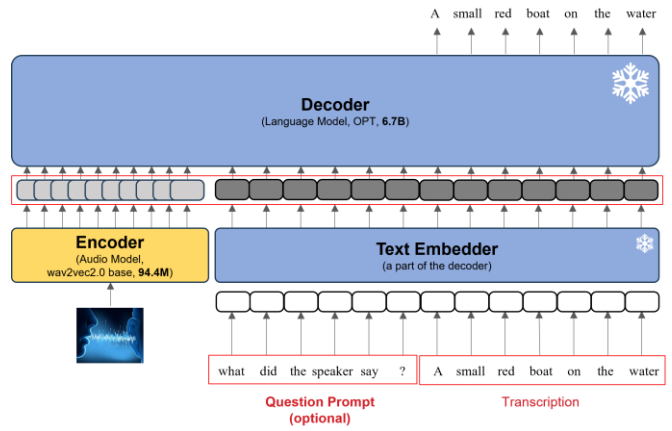 A small red boat on the water
Decoder
(Language Model, OPT, 6.7B)
Encoder
(Audio Model,
wav2vec2.0 base, 94.4M)
Text Embedder
(a part of the decoder)
what did the speaker say ? A small red boat on the water
Question Prompt
(optional)
Transcription